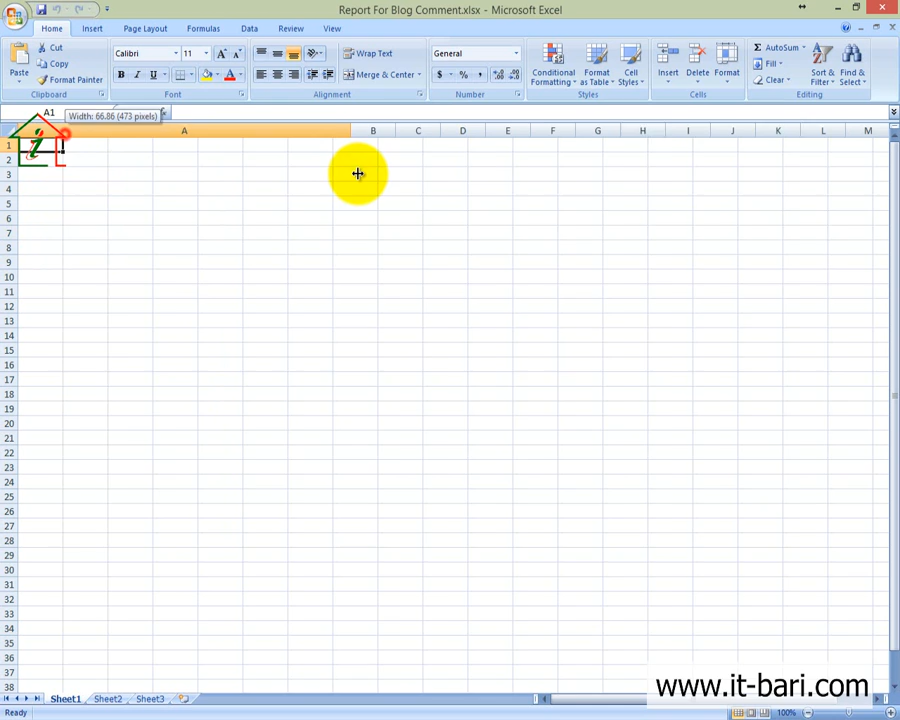 Report For Blog Comment.xlsx - Microsoft Excel
Home Insert Page Layout Formulas Data Review View
Cut
Copy
Format Painter
Paste
Clipboard
Calibri 11
B I U
Font
Wrap Text
Merge & Center
Alignment
General
$ % ,
Number
Conditional Formatting
Format as Table
Cell Styles
Styles
Insert Delete Format
Cells
Σ AutoSum
Fill
Clear
Sort & Filter
Find & Select
Editing
A1
Width: 66.86 (473 pixels)
A B C D E F G H I J K L M
1
2
3
4
5
6
7
8
9
10
11
12
13
14
15
16
17
18
19
20
21
22
23
24
25
26
27
28
29
30
31
32
33
34
35
36
37
38
Sheet1 Sheet2 Sheet3
www.it-bari.com
Ready
100%